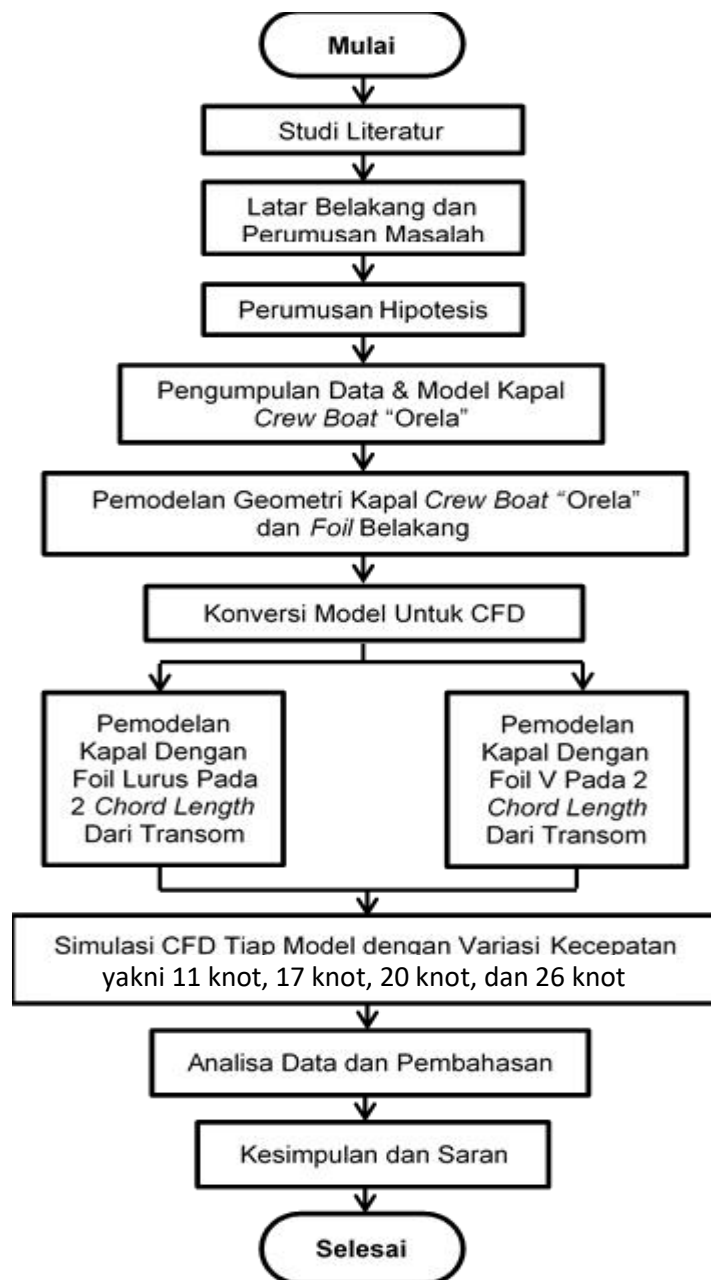 Mulai
Studi Literatur
Latar Belakang dan
Perumusan Masalah
Perumusan Hipotesis
Pengumpulan Data & Model Kapal
Crew Boat “Orela”
Pemodelan Geometri Kapal Crew Boat “Orela”
dan Foil Belakang
Konversi Model Untuk CFD
Pemodelan
Kapal Dengan
Foil Lurus Pada
2 Chord Length
Dari Transom
Pemodelan
Kapal Dengan
Foil V Pada 2
Chord Length
Dari Transom
Simulasi CFD Tiap Model dengan Variasi Kecepatan
yakni 11 knot, 17 knot, 20 knot, dan 26 knot
Analisa Data dan Pembahasan
Kesimpulan dan Saran
Selesai